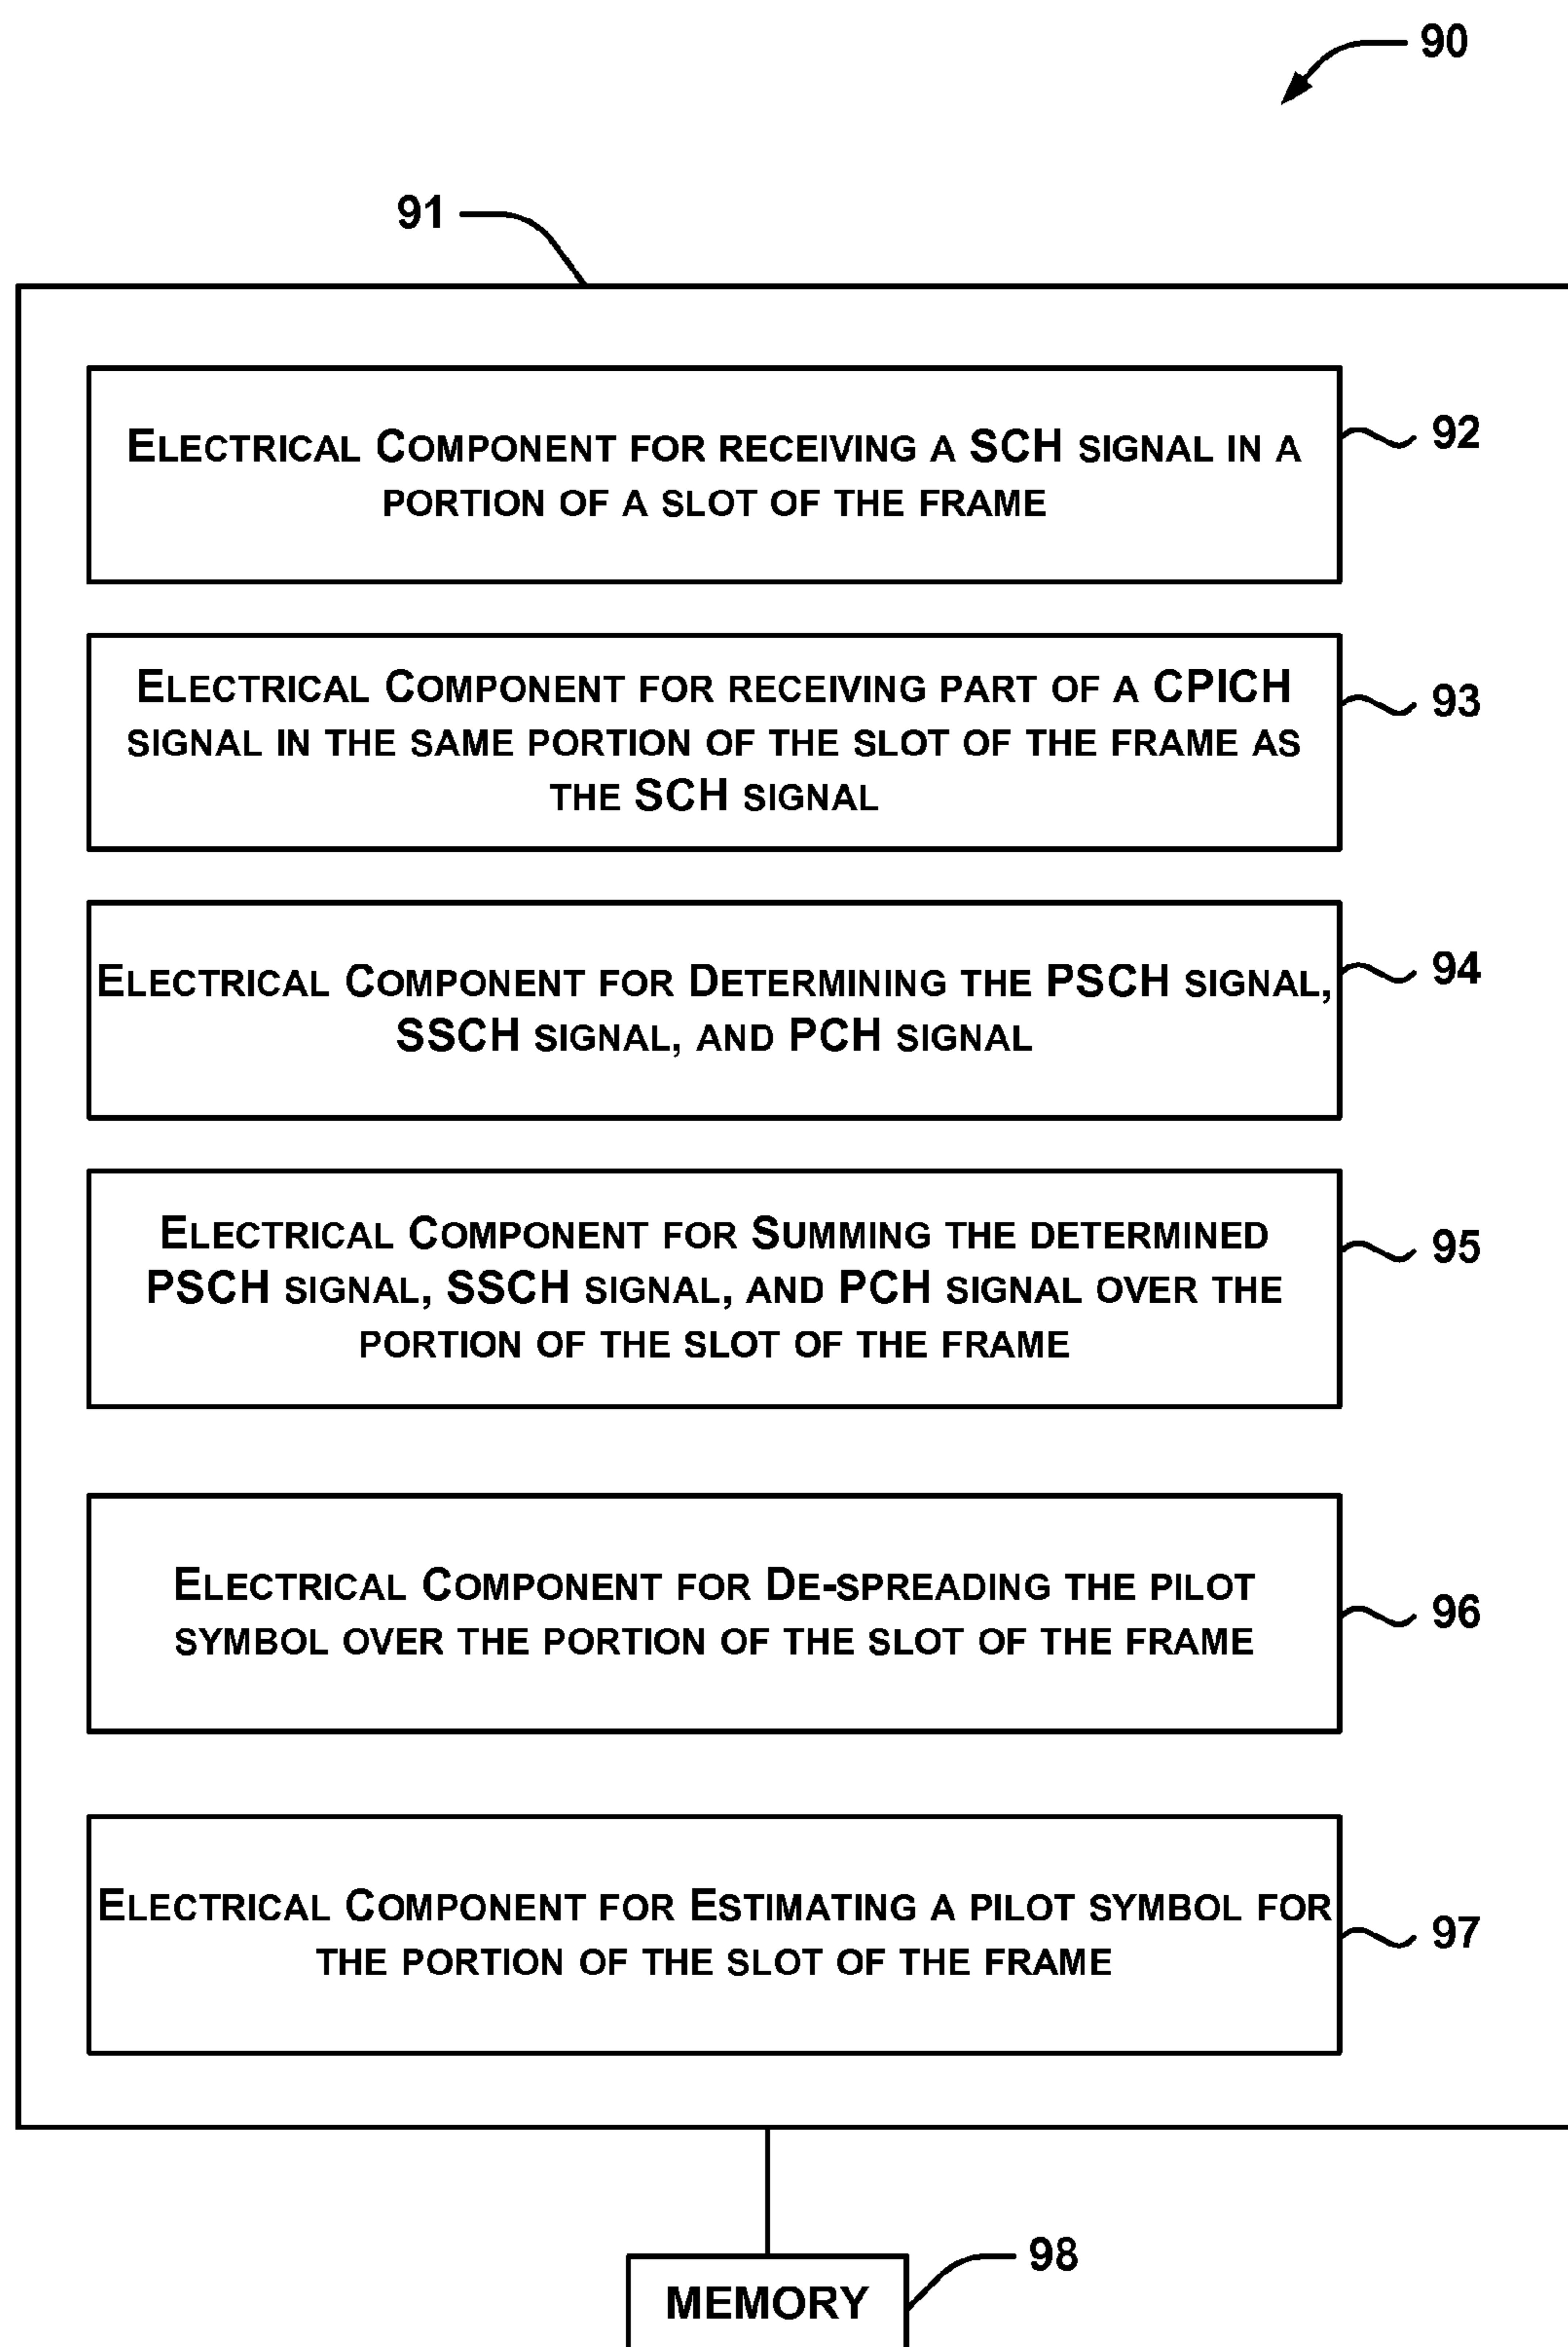 90
91
ELECTRICAL COMPONENT FOR RECEIVING A SCH SIGNAL IN A
PORTION OF A SLOT OF THE FRAME
92
ELECTRICAL COMPONENT FOR RECEIVING PART OF A CPICH
SIGNAL IN THE SAME PORTION OF THE SLOT OF THE FRAME AS
THE SCH SIGNAL
93
ELECTRICAL COMPONENT FOR DETERMINING THE PSCH SIGNAL,
SSCH SIGNAL, AND PCH SIGNAL
94
ELECTRICAL COMPONENT FOR SUMMING THE DETERMINED
PSCH SIGNAL, SSCH SIGNAL, AND PCH SIGNAL OVER THE
PORTION OF THE SLOT OF THE FRAME
95
ELECTRICAL COMPONENT FOR DE-SPREADING THE PILOT
SYMBOL OVER THE PORTION OF THE SLOT OF THE FRAME
96
ELECTRICAL COMPONENT FOR ESTIMATING A PILOT SYMBOL FOR
THE PORTION OF THE SLOT OF THE FRAME
97
98
MEMORY